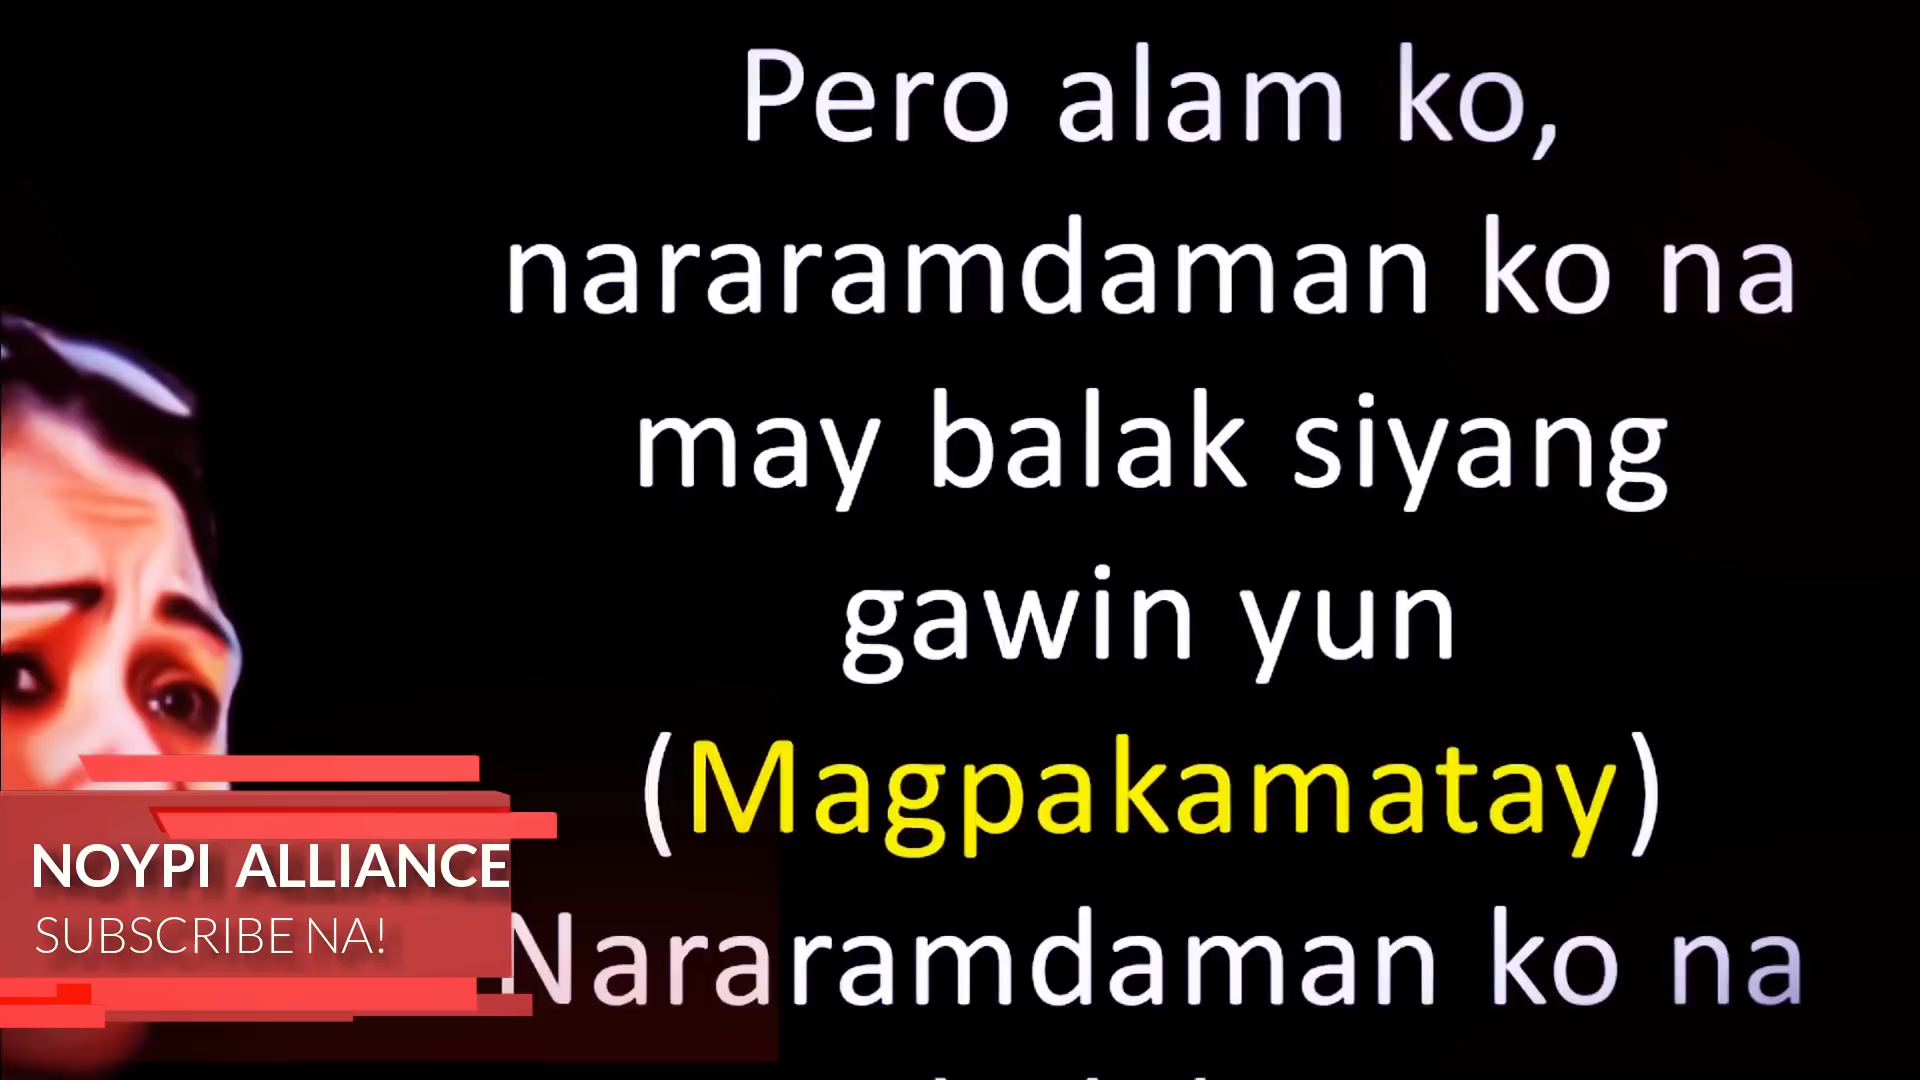 Pero alam ko,
nararamdaman ko na
may balak siyang
gawin yun
(Magpakamatay)
Nararamdaman ko na
NOYPI ALLIANCE
SUBSCRIBE NA!